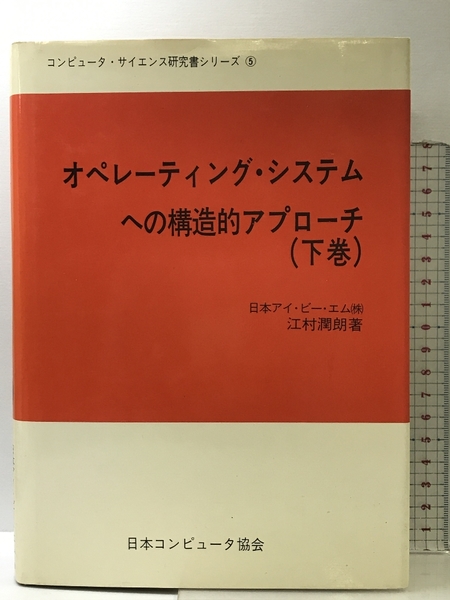 コンピュータ・サイエンス研究書シリーズ ⑤
オペレーティング・システム
への構造的アプローチ
(下巻)
日本アイ・ビー・エム㈱
江村潤朗著
日本コンピュータ協会